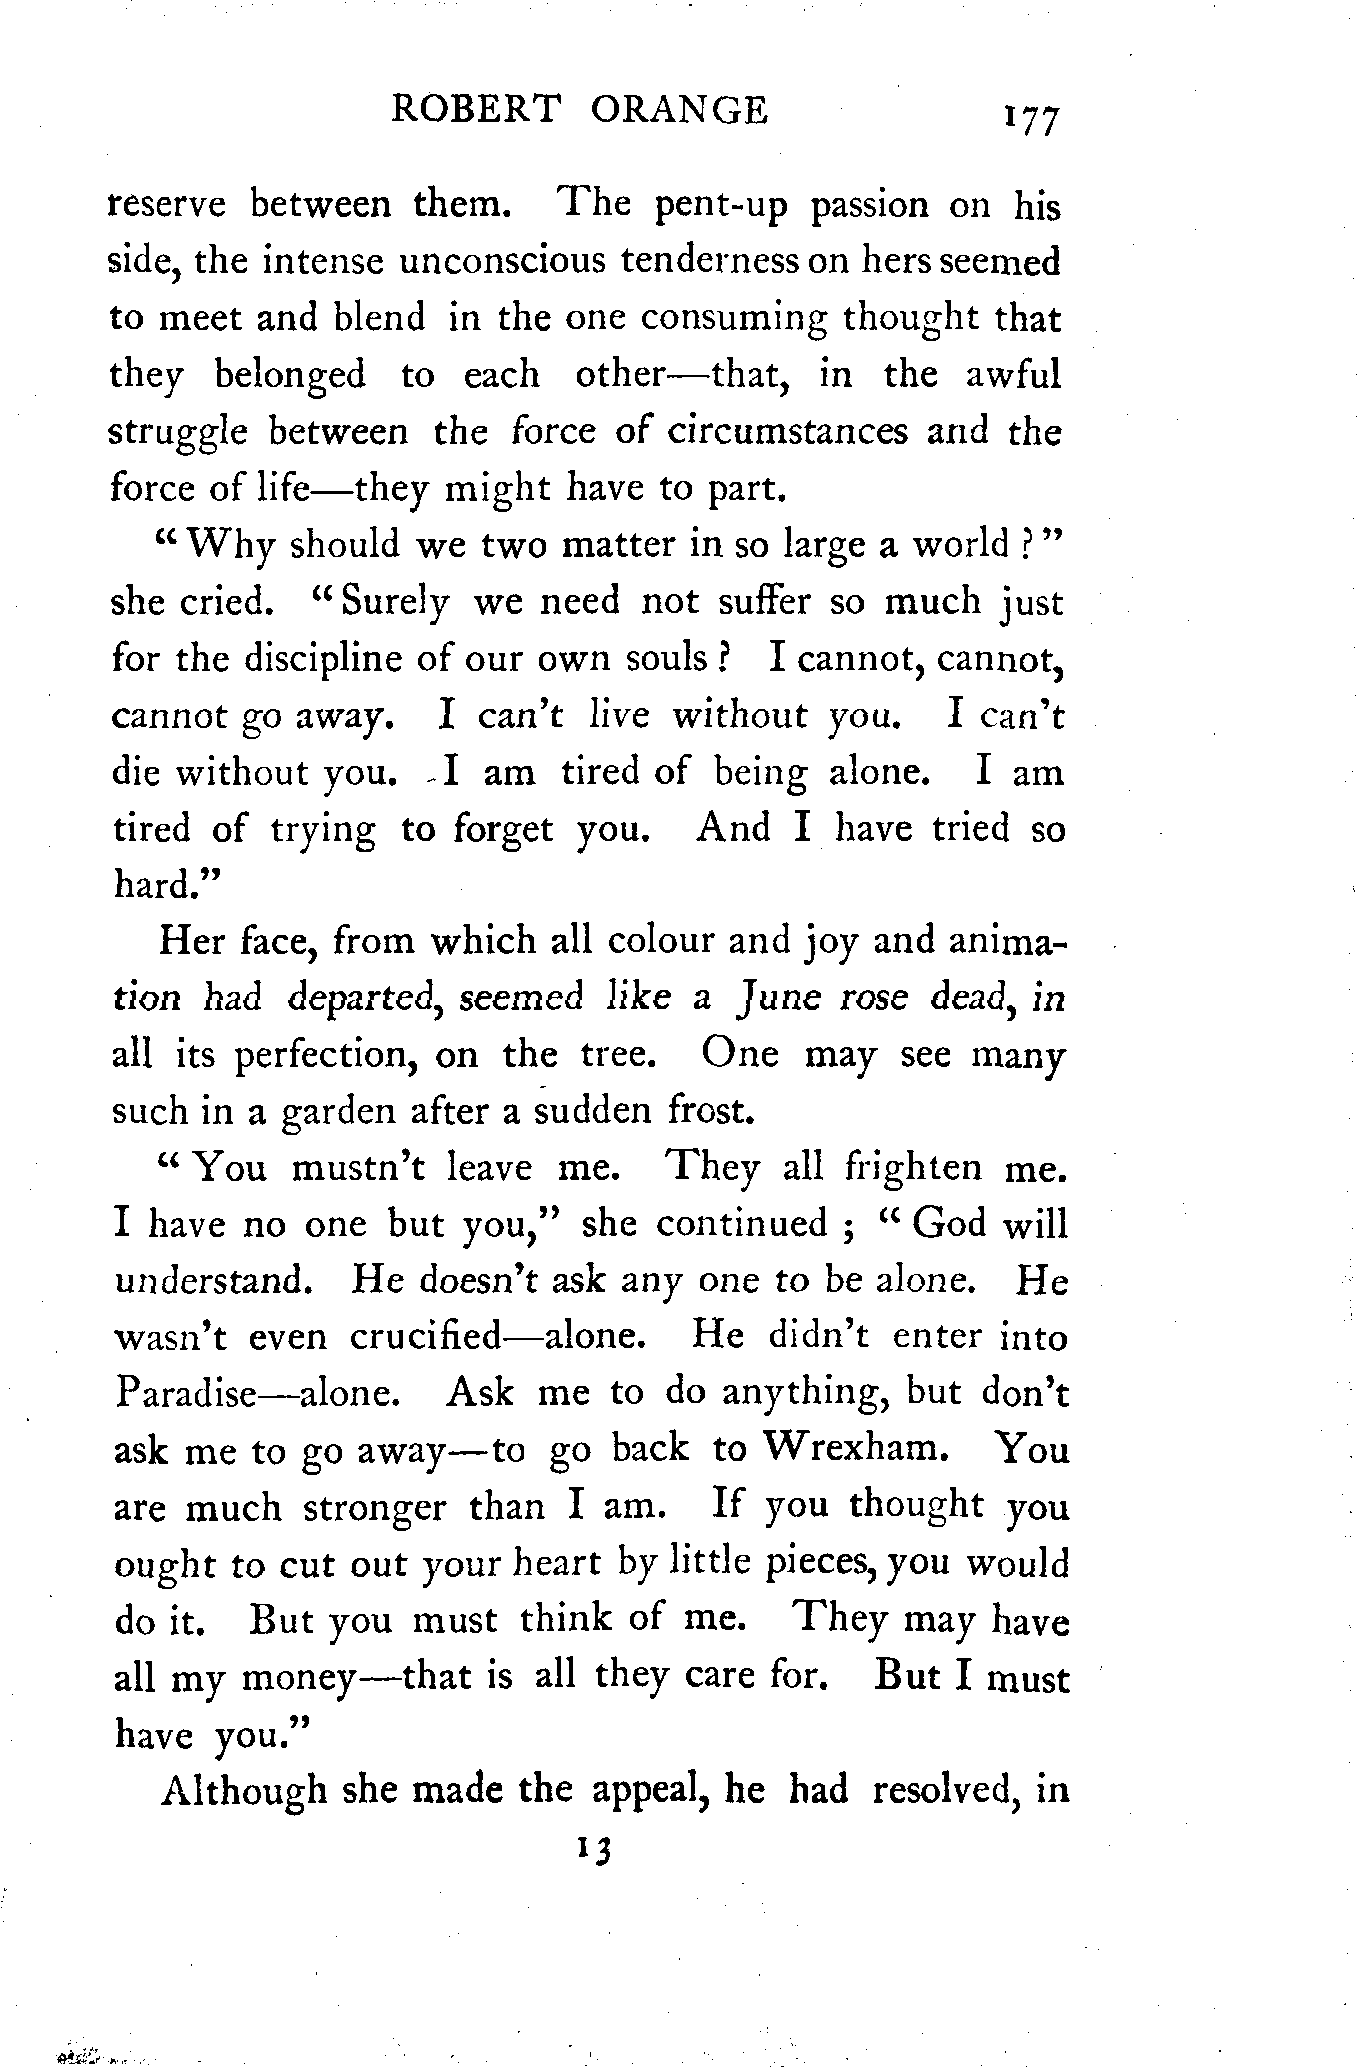 ROBERT ORANGE 177
reserve between them. The pent-up passion on his
side, the intense unconscious tenderness on hers seemed
to meet and blend in the one consuming thought that
they belonged to each other—that, in the awful
struggle between the force of circumstances and the
force of life—they might have to part.
“Why should we two matter in so large a world?”
she cried. “Surely we need not suffer so much just
for the discipline of our own souls? I cannot, cannot,
cannot go away. I can't live without you. I can't
die without you. I am tired of being alone. I am
tired of trying to forget you. And I have tried so
hard.”
Her face, from which all colour and joy and anima-
tion had departed, seemed like a June rose dead, in
all its perfection, on the tree. One may see many
such in a garden after a sudden frost.
“You mustn't leave me. They all frighten me.
I have no one but you,” she continued; “God will
understand. He doesn't ask any one to be alone. He
wasn't even crucified—alone. He didn't enter into
Paradise—alone. Ask me to do anything, but don't
ask me to go away—to go back to Wrexham. You
are much stronger than I am. If you thought you
ought to cut out your heart by little pieces, you would
do it. But you must think of me. They may have
all my money—that is all they care for. But I must
have you.”
Although she made the appeal, he had resolved, in
13